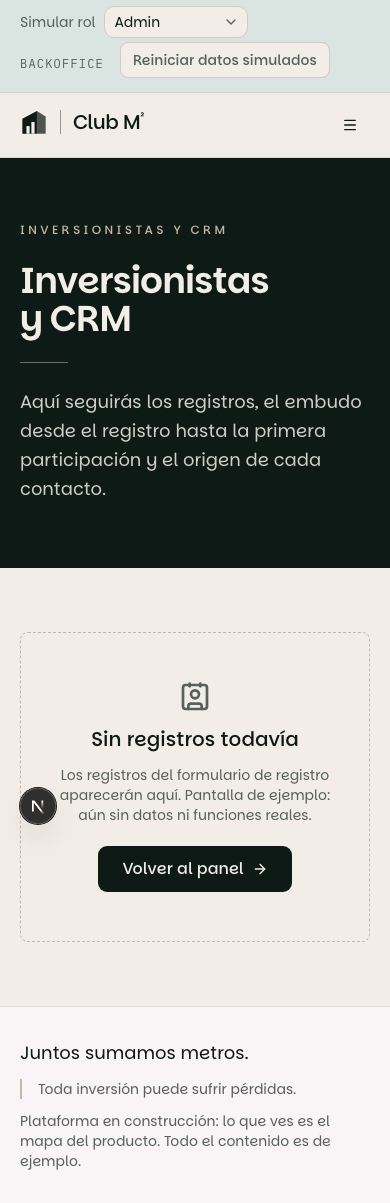 Simular rol Admin
BACKOFFICE Reiniciar datos simulados
Club M²
INVERSIONISTAS Y CRM
Inversionistas
y CRM
Aquí seguirás los registros, el embudo
desde el registro hasta la primera
participación y el origen de cada
contacto.
Sin registros todavía
Los registros del formulario de registro
aparecerán aquí. Pantalla de ejemplo:
aún sin datos ni funciones reales.
N
Volver al panel →
Juntos sumamos metros.
Toda inversión puede sufrir pérdidas.
Plataforma en construcción: lo que ves es el
mapa del producto. Todo el contenido es de
ejemplo.